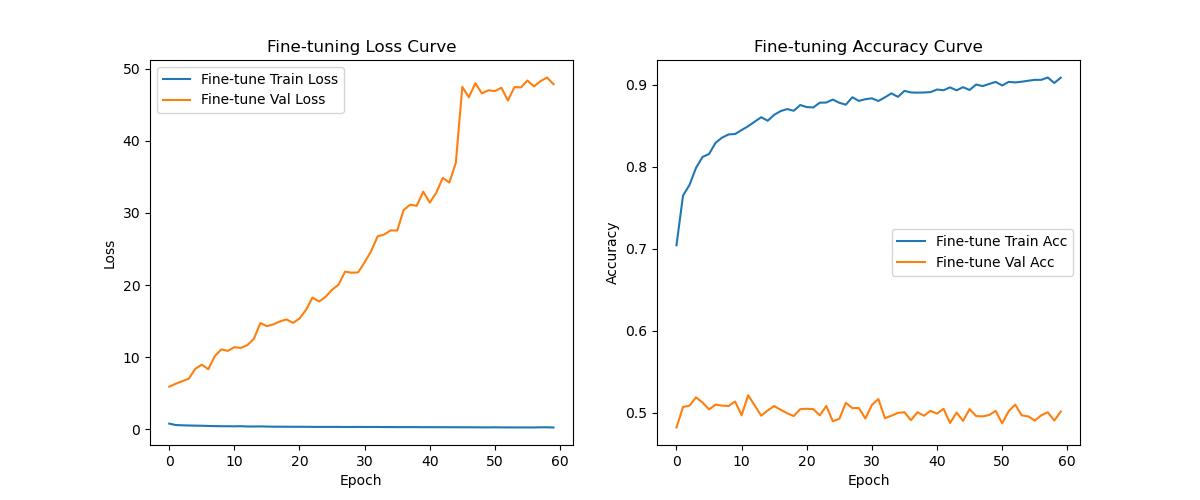 Fine-tuning Loss Curve
Fine-tune Train Loss
Fine-tune Val Loss
50
40
30
20
10
0
Loss
0 10 20 30 40 50 60
Epoch
Fine-tuning Accuracy Curve
0.9
0.8
0.7
0.6
0.5
Accuracy
Fine-tune Train Acc
Fine-tune Val Acc
0 10 20 30 40 50 60
Epoch